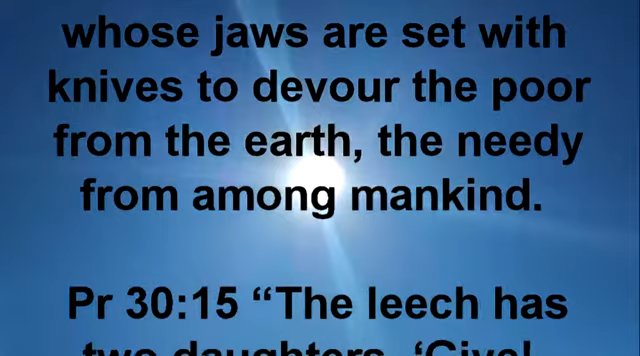 whose jaws are set with
knives to devour the poor
from the earth, the needy
from among mankind.
Pr 30:15 “The leech has
two daughters, ‘Give!